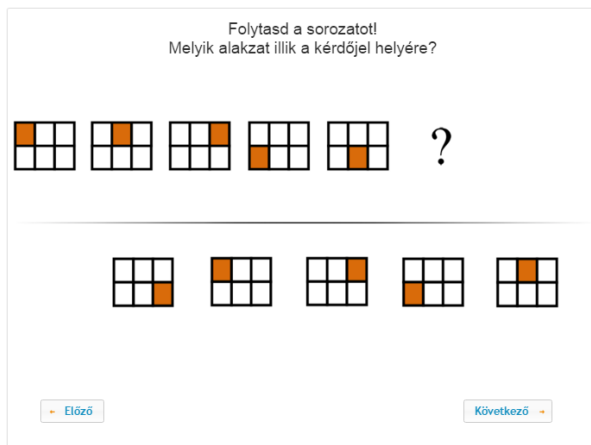 Folytasd a sorozatot!
Melyik alakzat illik a kérdőjel helyére?
?
Előző
Következő